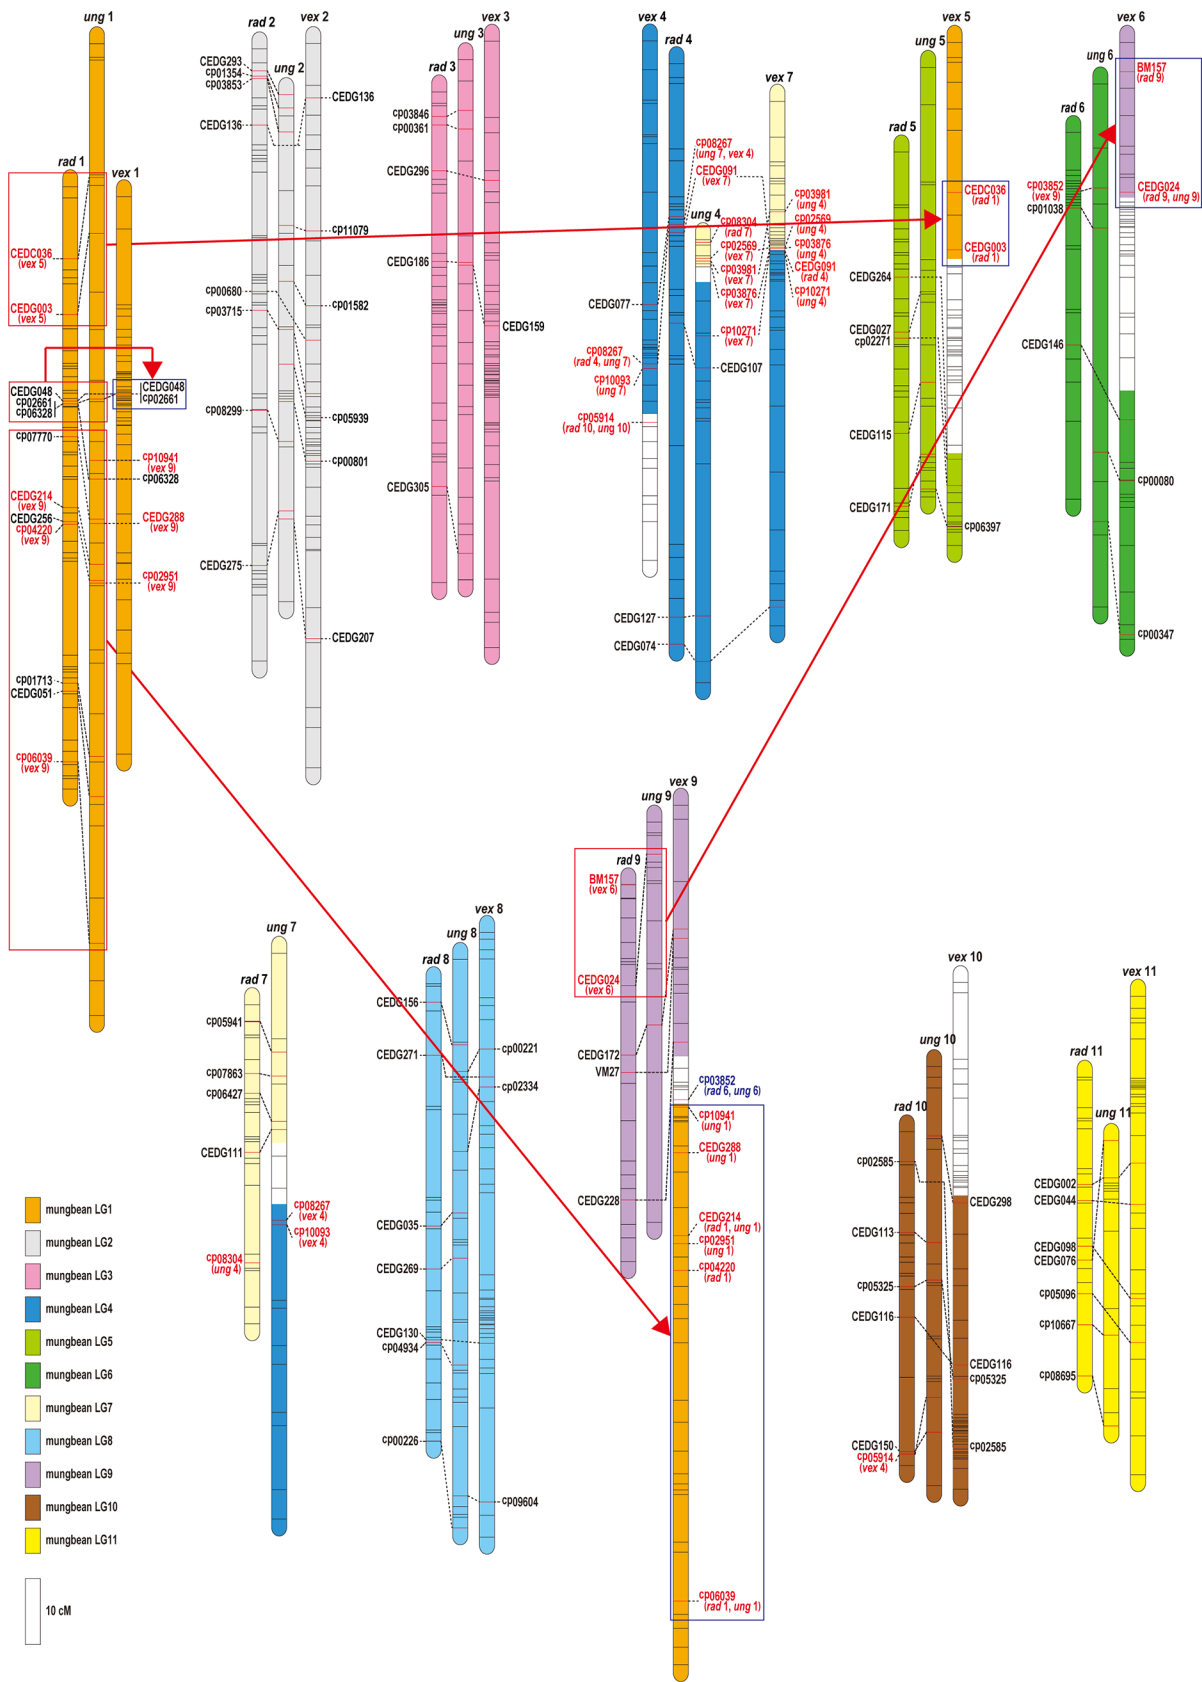 ung 1
rad 1
vex 1
CEDC036
(vex 5)
CEDG003
(vex 5)
CEDG048
cp02661
cp06328
CEDG048
cp02661
cp07770
cp10941
(vex 9)
cp06328
CEDG214
(vex 9)
CEDG256
cp04220
(vex 9)
CEDG288
(vex 9)
cp02951
(vex 9)
cp01713
CEDG051
cp06039
(vex 9)
rad 2
ung 2
vex 2
CEDG293
cp01354
cp03853
CEDG136
CEDG136
cp11079
cp00680
cp03715
cp01582
cp08299
cp05939
cp00801
CEDG275
CEDG207
rad 3
ung 3
vex 3
cp03846
cp00361
CEDG296
CEDG186
CEDG159
CEDG305
vex 4
rad 4
ung 4
vex 7
cp08267
(ung 7, vex 4)
CEDG091
(vex 7)
cp08304
(rad 7)
cp02569
(vex 7)
cp03981
(vex 7)
cp03876
(vex 7)
cp10271
(vex 7)
cp03981
(ung 4)
cp02569
(ung 4)
cp03876
(ung 4)
CEDG091
(rad 4)
cp10271
(ung 4)
CEDG077
cp08267
(rad 4, ung 7)
cp10093
(ung 7)
CEDG107
cp05914
(rad 10, ung 10)
CEDG127
CEDG074
rad 5
ung 5
vex 5
CEDC036
(rad 1)
CEDG003
(rad 1)
CEDG264
CEDG027
cp02271
CEDG115
CEDG171
cp06397
rad 6
ung 6
vex 6
BM157
(rad 9)
CEDG024
(rad 9, ung 9)
cp03852
(vex 9)
cp01038
CEDG146
cp00080
cp00347
rad 7
ung 7
cp05941
cp07863
cp06427
CEDG111
cp08267
(vex 4)
cp10093
(vex 4)
cp08304
(ung 4)
rad 8
ung 8
vex 8
CEDG156
CEDG271
cp00221
cp02334
CEDG035
CEDG269
CEDG130
cp04934
cp00226
cp09604
rad 9
ung 9
vex 9
BM157
(vex 6)
CEDG024
(vex 6)
CEDG172
VM27
CEDG228
cp03852
(rad 6, ung 6)
cp10941
(ung 1)
CEDG288
(ung 1)
CEDG214
(rad 1, ung 1)
cp02951
(ung 1)
cp04220
(rad 1)
cp06039
(rad 1, ung 1)
rad 10
ung 10
vex 10
cp02585
CEDG298
CEDG113
cp05325
CEDG116
CEDG116
cp05325
CEDG150
cp05914
(vex 4)
cp02585
rad 11
ung 11
vex 11
CEDG002
CEDG044
CEDG098
CEDG076
cp05096
cp10667
cp08695
mungbean LG1
mungbean LG2
mungbean LG3
mungbean LG4
mungbean LG5
mungbean LG6
mungbean LG7
mungbean LG8
mungbean LG9
mungbean LG10
mungbean LG11
10 cM